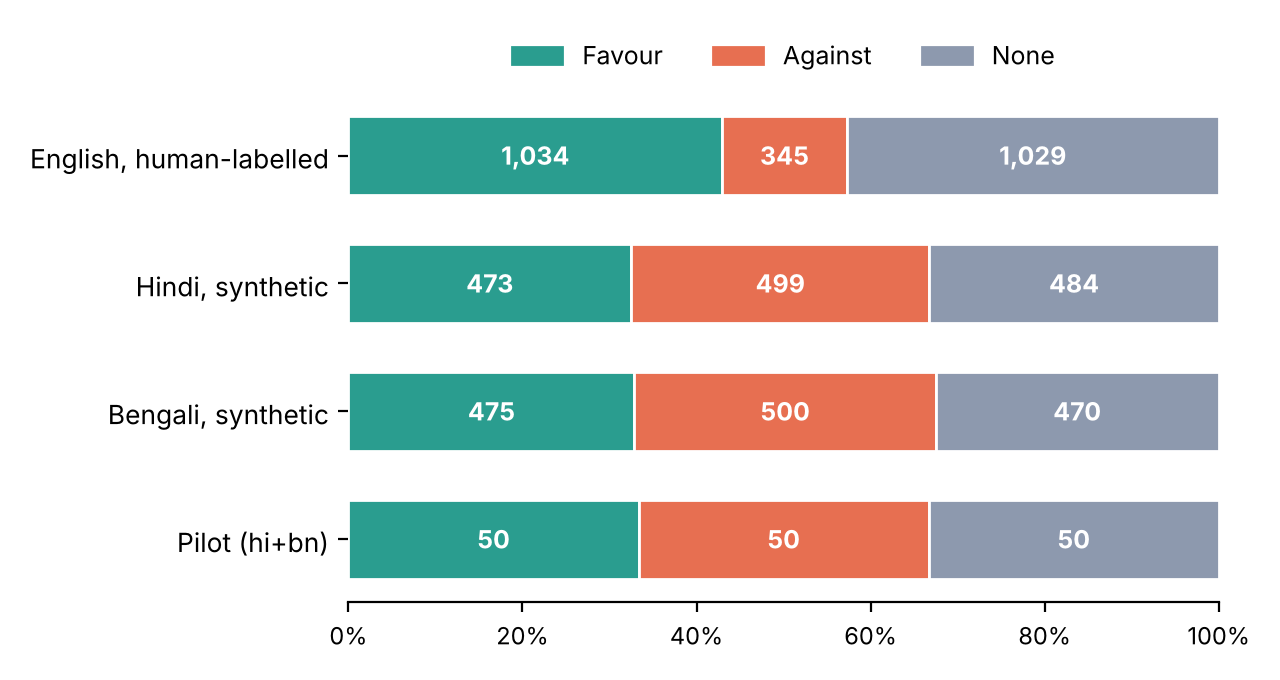 Favour Against None
English, human-labelled 1,034 345 1,029
Hindi, synthetic 473 499 484
Bengali, synthetic 475 500 470
Pilot (hi+bn) 50 50 50
0% 20% 40% 60% 80% 100%